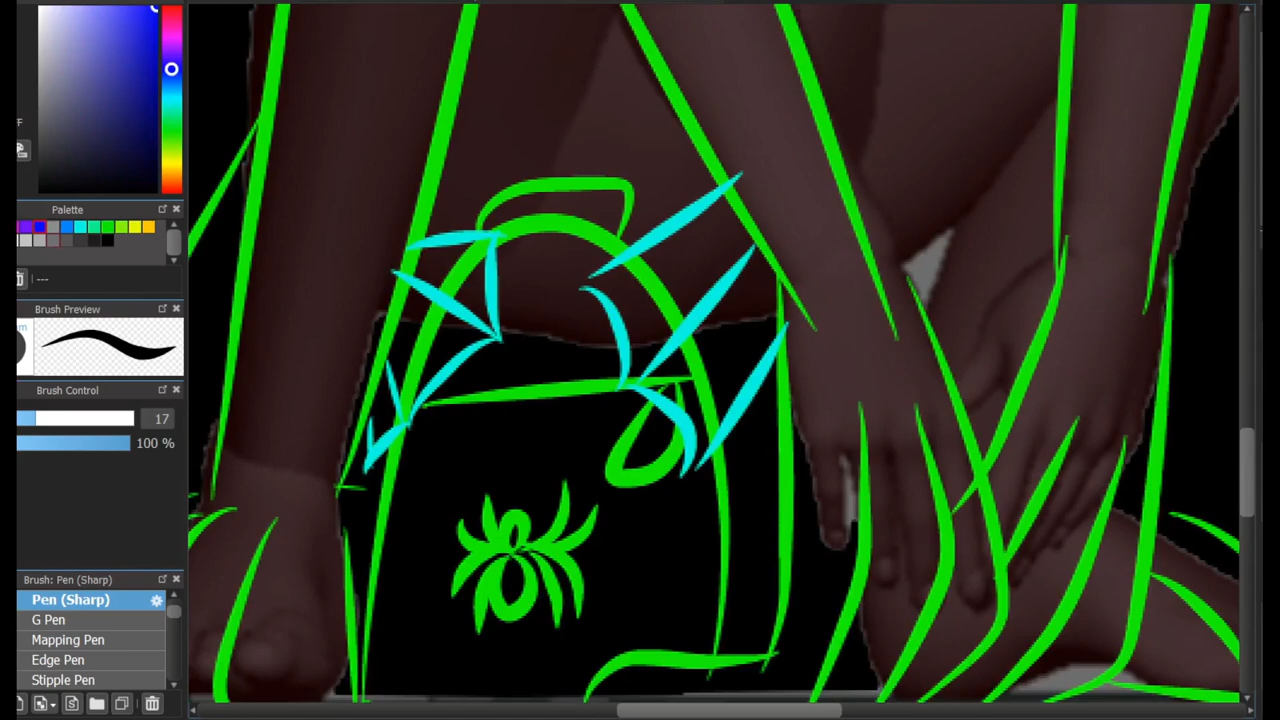 F
Palette
---
Brush Preview
m
Brush Control
17
100 %
Brush: Pen (Sharp)
Pen (Sharp)
G Pen
Mapping Pen
Edge Pen
Stipple Pen